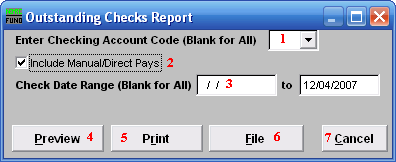 FUND
Outstanding Checks Report
Enter Checking Account Code (Blank for All) 1
Include Manual/Direct Pays 2
Check Date Range (Blank for All) / / 3 to 12/04/2007
Preview 4 5 Print File 6 7 Cancel